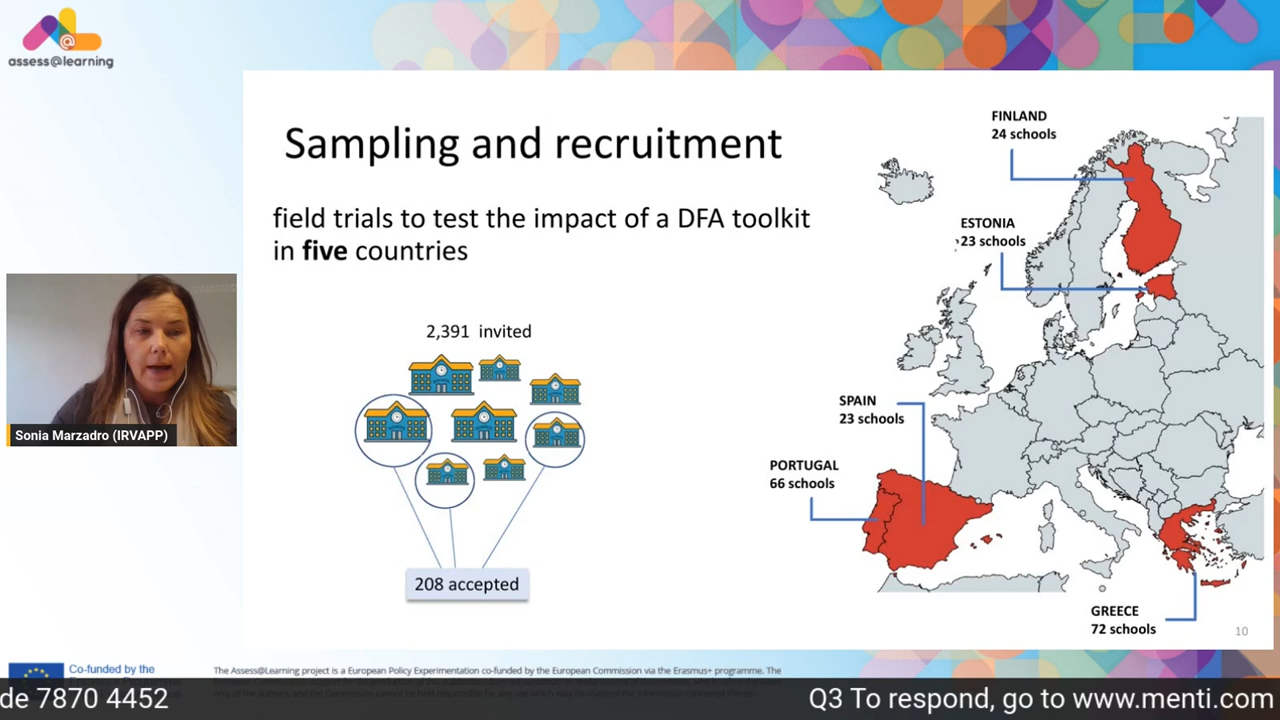 assess@learning
Sampling and recruitment
field trials to test the impact of a DFA toolkit
in five countries
2,391 invited
208 accepted
FINLAND
24 schools
ESTONIA
23 schools
SPAIN
23 schools
PORTUGAL
66 schools
GREECE
72 schools
10
Sonia Marzadro (IRVAPP)
Co-funded by the
The Assess@Learning project is a European Policy Experimentation co-funded by the European Commission via the Erasmus+ programme. The
de 7870 4452
Q3 To respond, go to www.menti.com